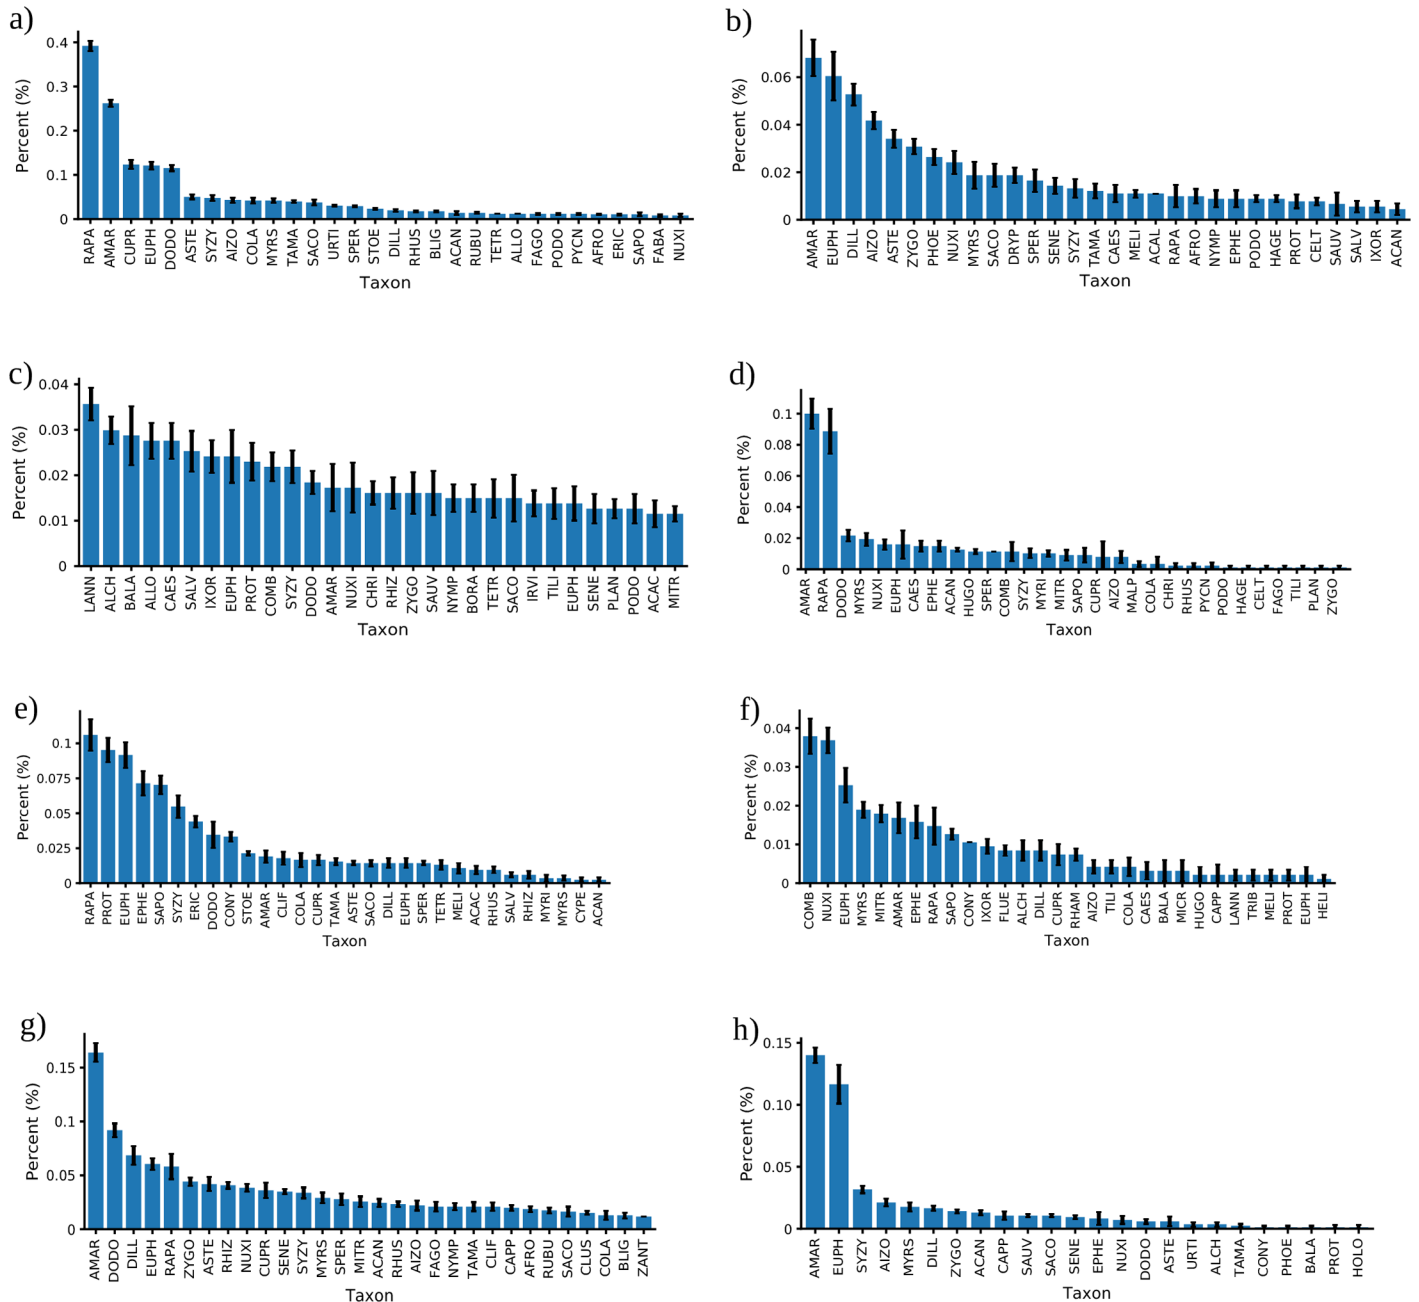 a)
Percent (%)
0.4
0.3
0.2
0.1
0
RAPA AMAR CUPR EUPH DODO ASTE SYZY AIZO COLA MYRS TAMA SACO URTI SPER STOE DILL RHUS BLIG ACAN RUBU TETR ALLO FAGO PODO PYCN AFRO ERIC SAPO FABA NUXI
Taxon
b)
Percent (%)
0.06
0.04
0.02
0
AMAR EUPH DILL AIZO ASTE ZYGO PHOE NUXI MYRS SACO DRYP SPER SENE SYZY TAMA CAES MELI ACAL RAPA AFRO NYMP EPHE PODO HAGE PROT CELT SAUV SALV IXOR ACAN
Taxon
c)
Percent (%)
0.04
0.03
0.02
0.01
0
LANN ALCH BALA ALLO CAES SALV IXOR EUPH PROT COMB SYZY DODO AMAR NUXI CHRI RHIZ ZYGO SAUV NYMP BORA TETR SACO IRVI TILI EUPH SENE PLAN PODO ACAC MITR
Taxon
d)
Percent (%)
0.1
0.08
0.06
0.04
0.02
0
AMAR RAPA DODO MYRS NUXI EUPH CAES EPHE ACAN HUGO SPER COMB SYZY MYRI MITR SAPO CUPR AIZO MALP COLA CHRI RHUS PYCN PODO HAGE CELT FAGO TILI PLAN ZYGO
Taxon
e)
Percent (%)
0.1
0.075
0.05
0.025
0
RAPA PROT EUPH EPHE SAPO SYZY ERIC DODO CONY STOE AMAR CLIF COLA CUPR TAMA ASTE SACO DILL EUPH SPER TETR MELI ACAC RHUS SALV RHIZ MYRI MYRS CYPE ACAN
Taxon
f)
Percent (%)
0.04
0.03
0.02
0.01
0
COMB NUXI EUPH MYRS MITR AMAR EPHE RAPA SAPO CONY IXOR FLUE ALCH DILL CUPR RHAM AIZO TILI COLA CAES BALA MICR HUGO CAPP LANN TRIB MELI PROT EUPH HELI
Taxon
g)
Percent (%)
0.15
0.1
0.05
0
AMAR DODO DILL EUPH RAPA ZYGO ASTE RHIZ NUXI CUPR SENE SYZY MYRS SPER MITR ACAN RHUS AIZO FAGO NYMP TAMA CLIF CAPP AFRO RUBU SACO CLUS COLA BLIG ZANT
Taxon
h)
Percent (%)
0.15
0.10
0.05
0
AMAR EUPH SYZY AIZO MYRS DILL ZYGO ACAN CAPP SAUV SACO SENE EPHE NUXI DODO ASTE URTI ALCH TAMA CONY PHOE BALA PROT HOLO
Taxon